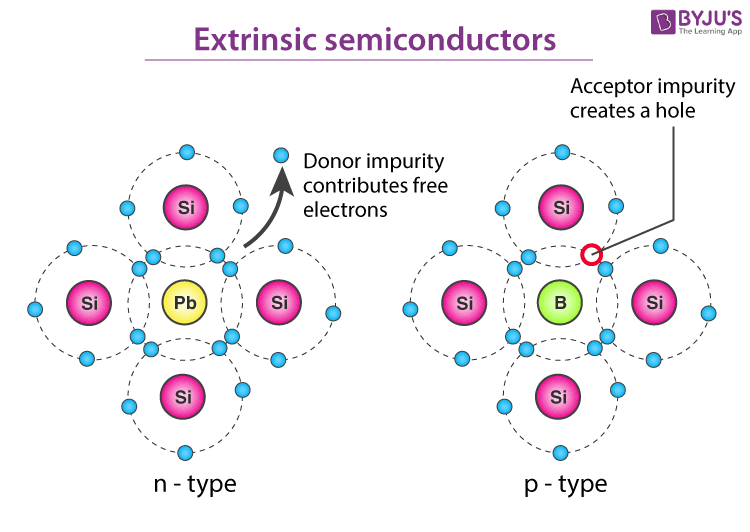 BYJU'S
The Learning App
Extrinsic semiconductors
Acceptor impurity
creates a hole
Donor impurity
contributes free
electrons
Si
Si
Si
Pb
Si
Si
B
Si
Si
Si
n - type
p - type